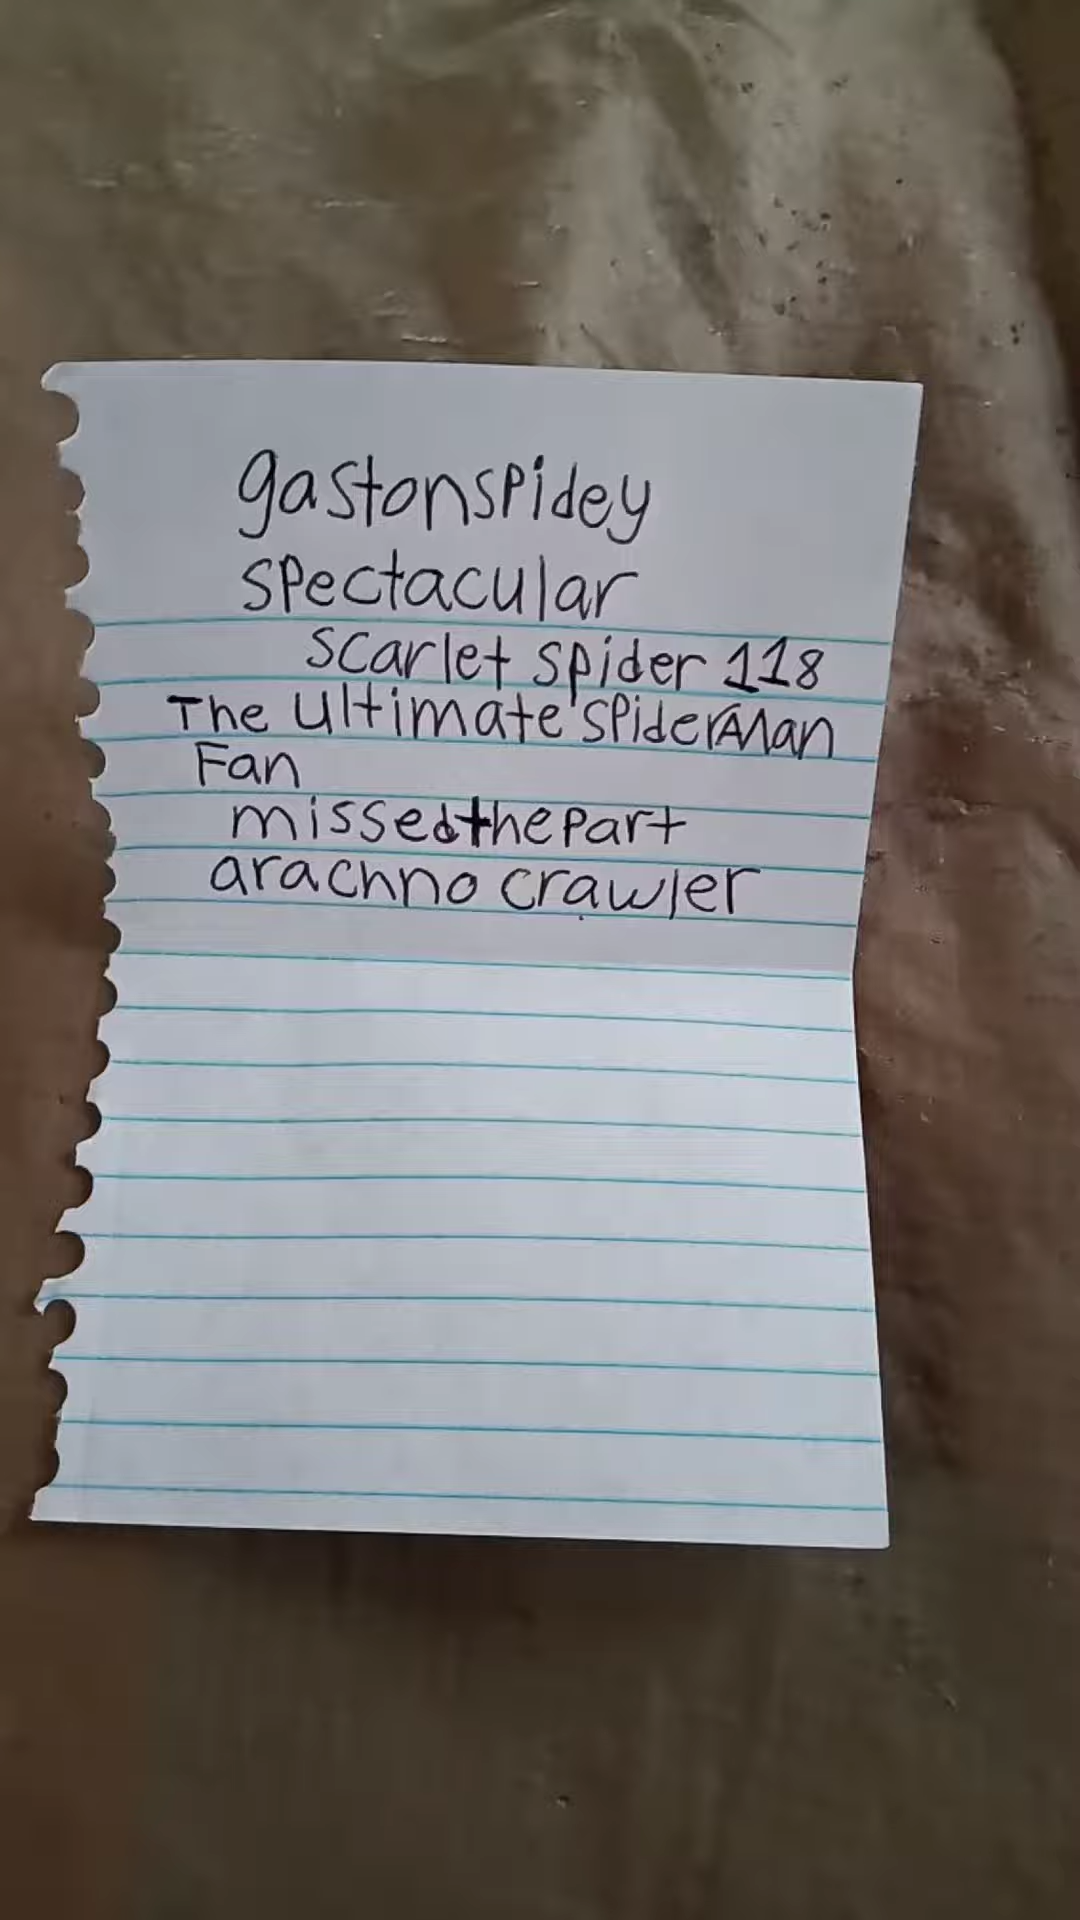 gastonspidey
spectacular
scarlet spider 118
The Ultimate SpiderMan
Fan
missedthepart
arachno crawler